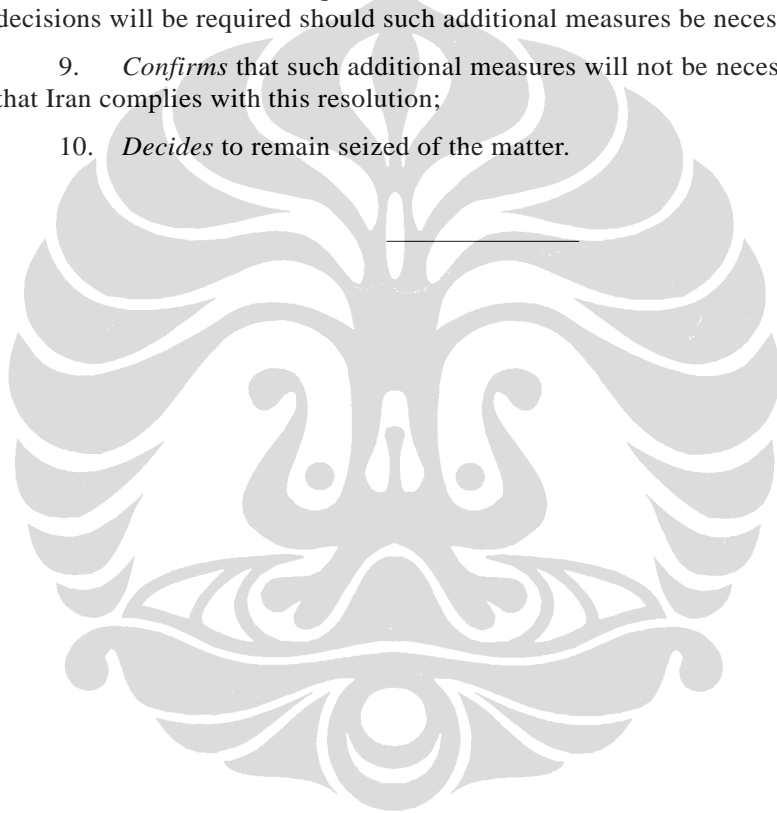 decisions will be required should such additional measures be neces
9. Confirms that such additional measures will not be neces
that Iran complies with this resolution;
10. Decides to remain seized of the matter.